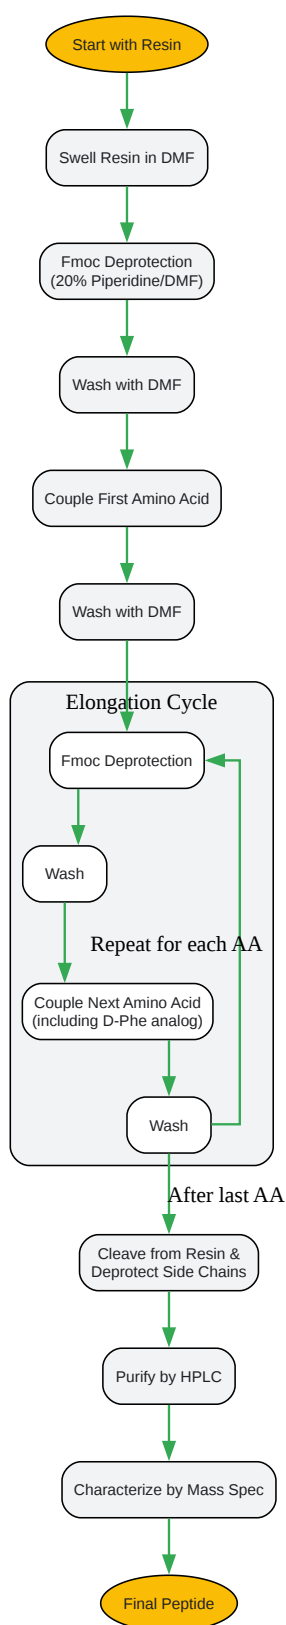 Start with Resin
Swell Resin in DMF
Fmoc Deprotection
(20% Piperidine/DMF)
Wash with DMF
Couple First Amino Acid
Wash with DMF
Elongation Cycle
Fmoc Deprotection
Wash
Repeat for each AA
Couple Next Amino Acid
(including D-Phe analog)
Wash
After last AA
Cleave from Resin &
Deprotect Side Chains
Purify by HPLC
Characterize by Mass Spec
Final Peptide